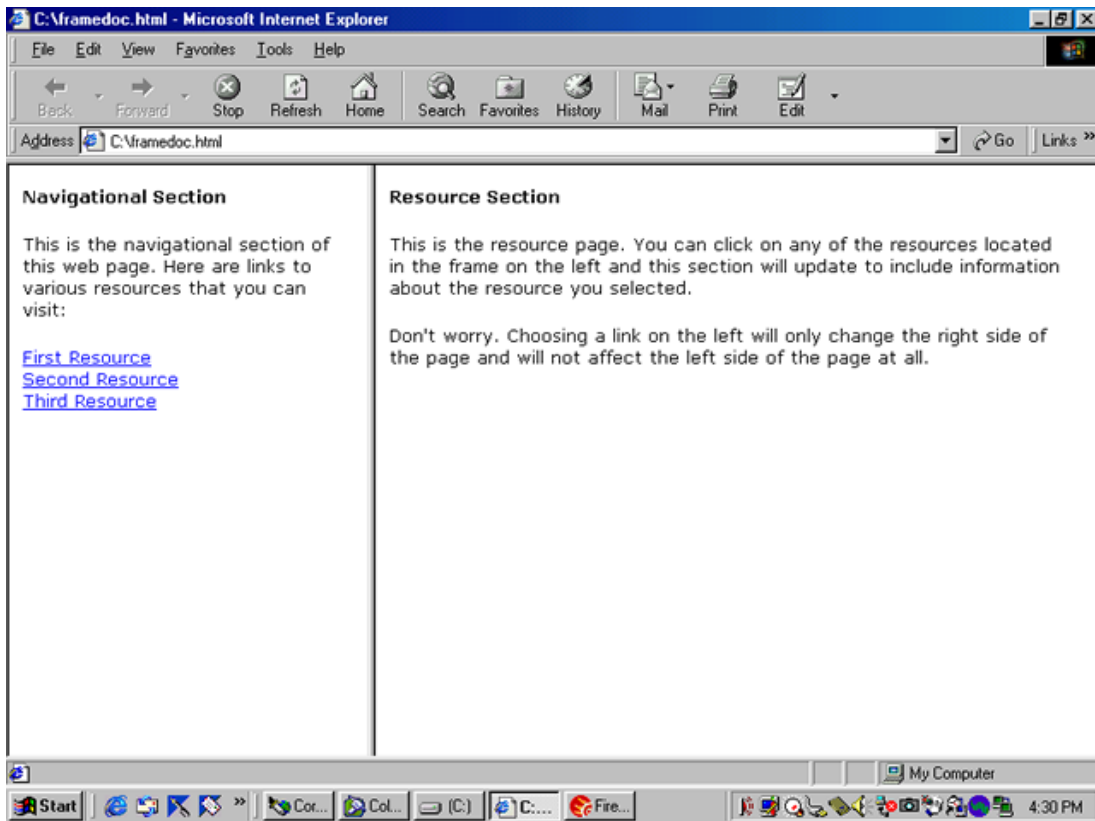 C:\framedoc.html - Microsoft Internet Explorer
File Edit View Favorites Tools Help
Back Forward Stop Refresh Home Search Favorites History Mail Print Edit
Address C:\framedoc.html Go Links »
Navigational Section
This is the navigational section of
this web page. Here are links to
various resources that you can
visit:
First Resource
Second Resource
Third Resource
Resource Section
This is the resource page. You can click on any of the resources located
in the frame on the left and this section will update to include information
about the resource you selected.
Don't worry. Choosing a link on the left will only change the right side of
the page and will not affect the left side of the page at all.
My Computer
Start » Cor... Col... (C:) C:... Fire... 4:30 PM